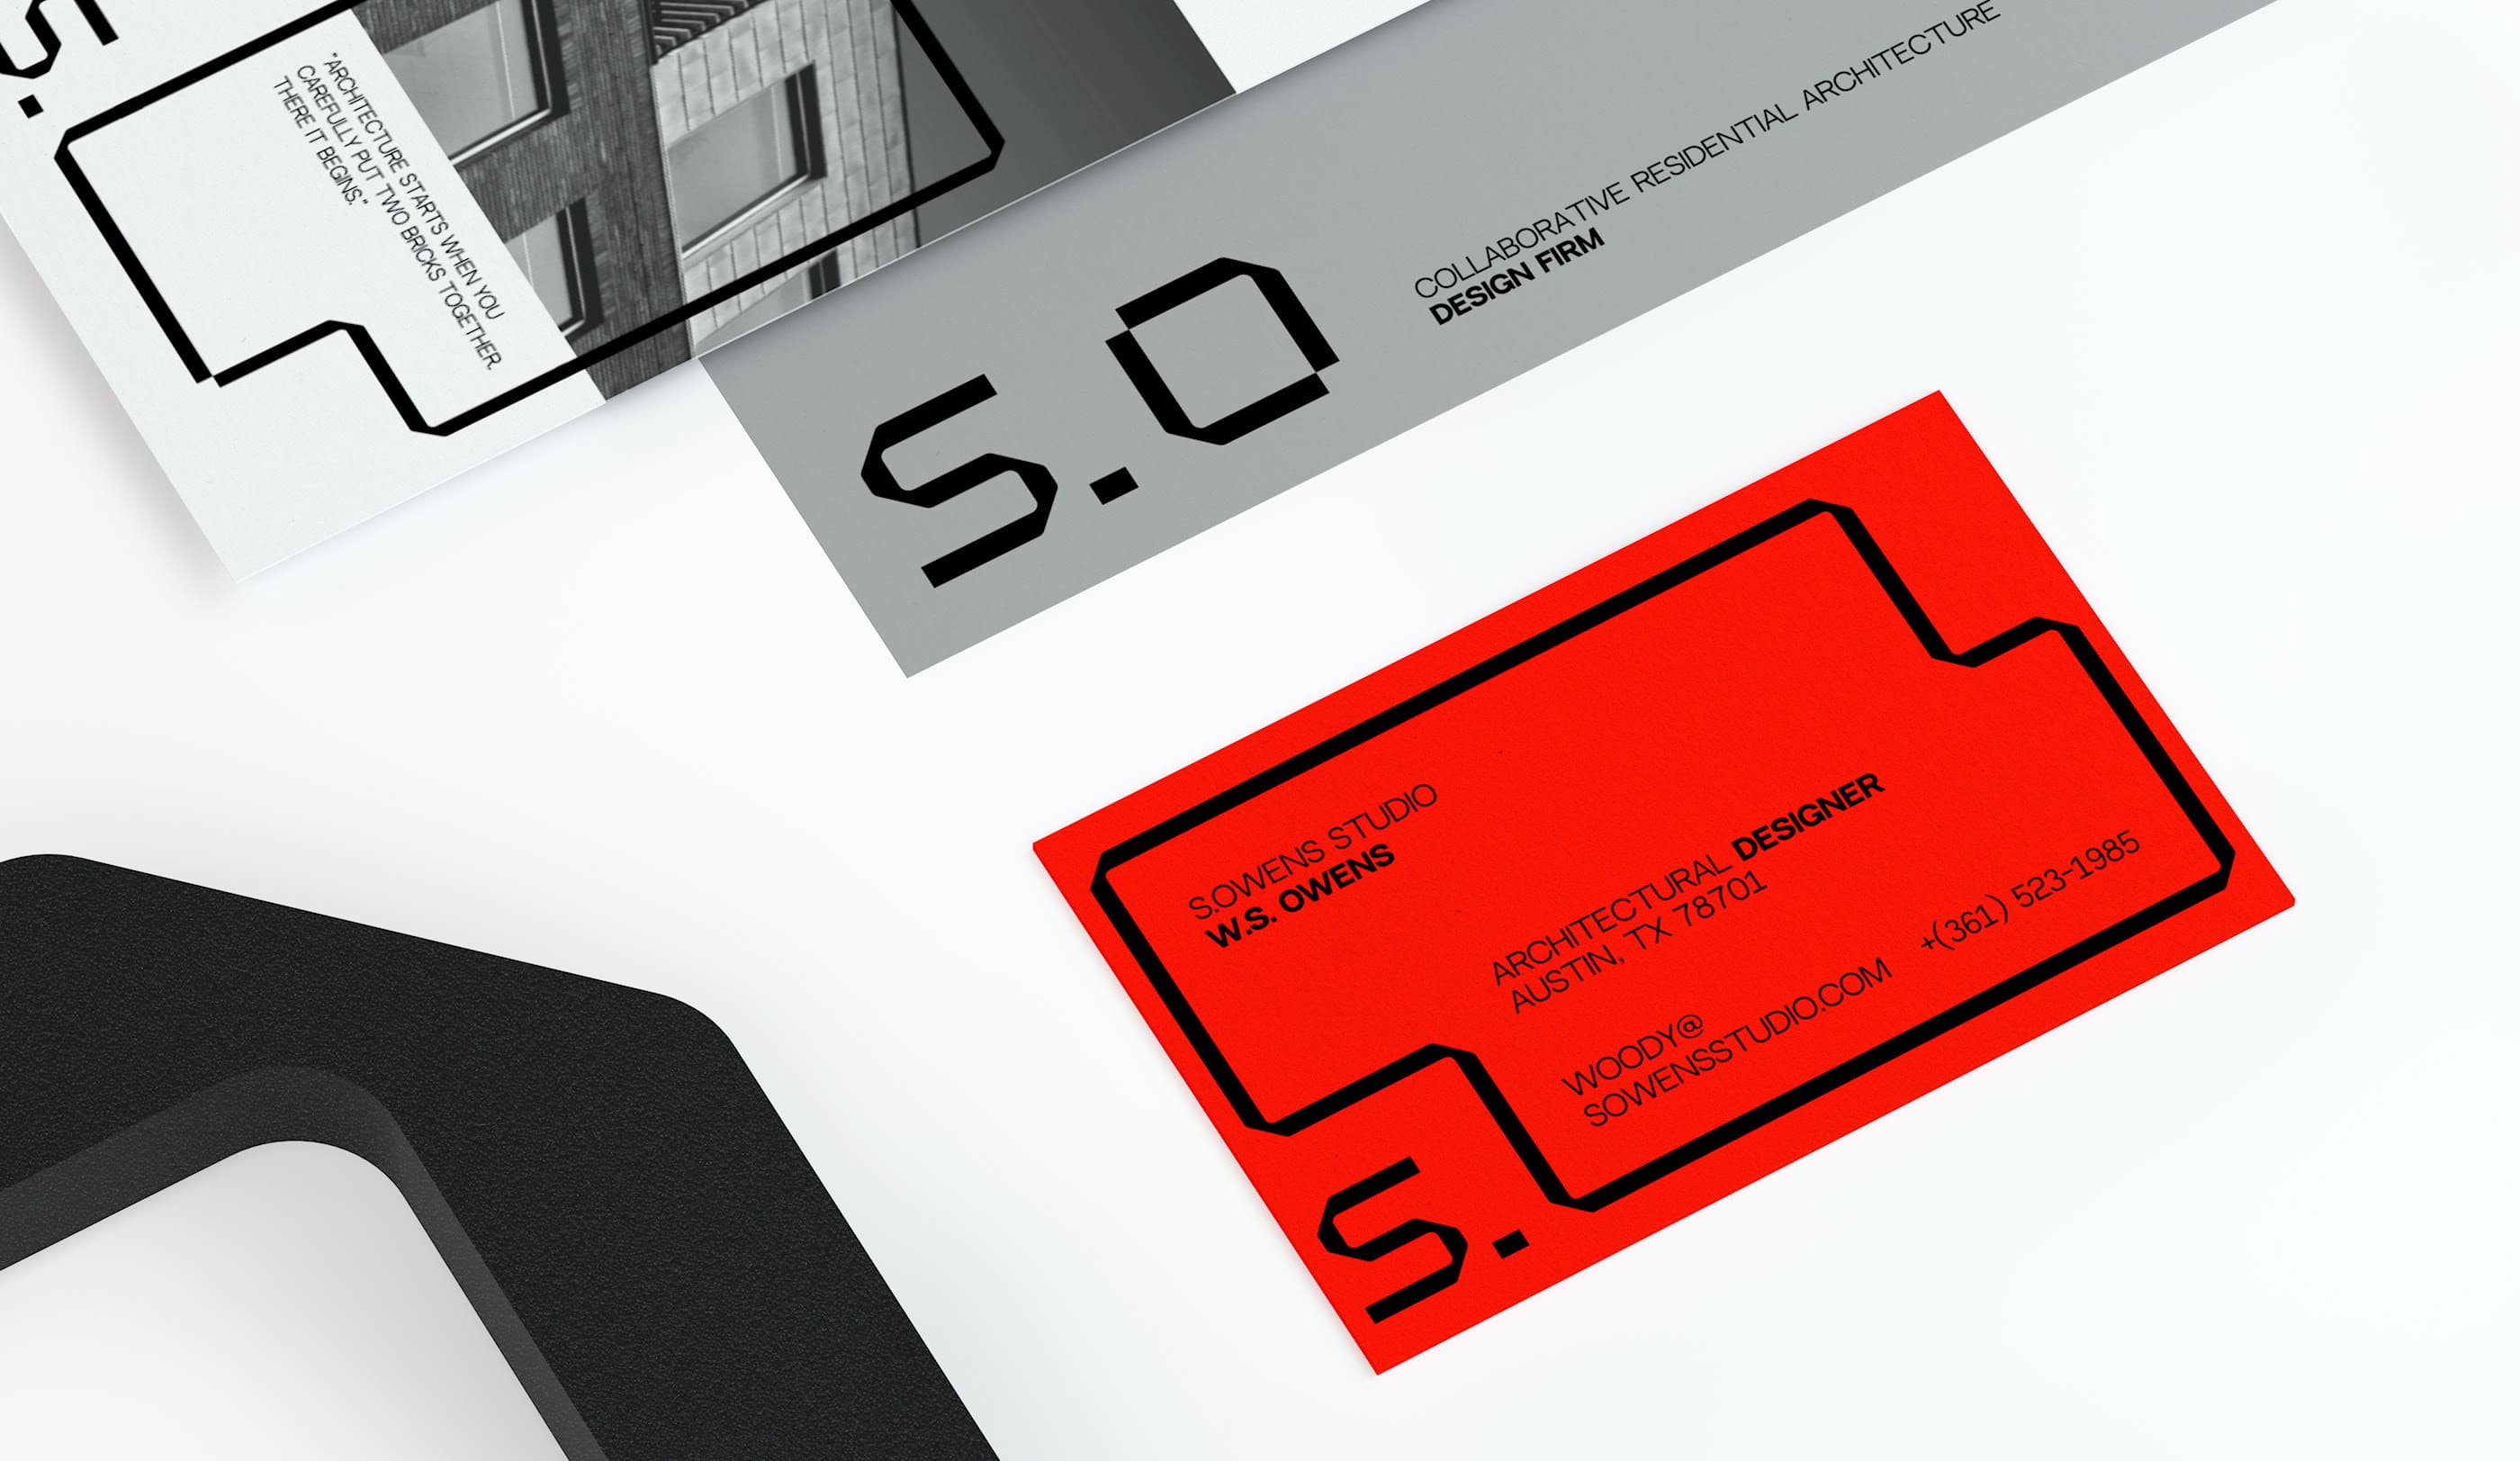 S.
"ARCHITECTURE STARTS WHEN YOU
CAREFULLY PUT TWO BRICKS TOGETHER.
THERE IT BEGINS."
S.O
COLLABORATIVE RESIDENTIAL ARCHITECTURE
DESIGN FIRM
S.OWENS STUDIO
W.S. OWENS
ARCHITECTURAL DESIGNER
AUSTIN, TX 78701
WOODY@
SOWENSSTUDIO.COM
+(361) 523-1985
S.